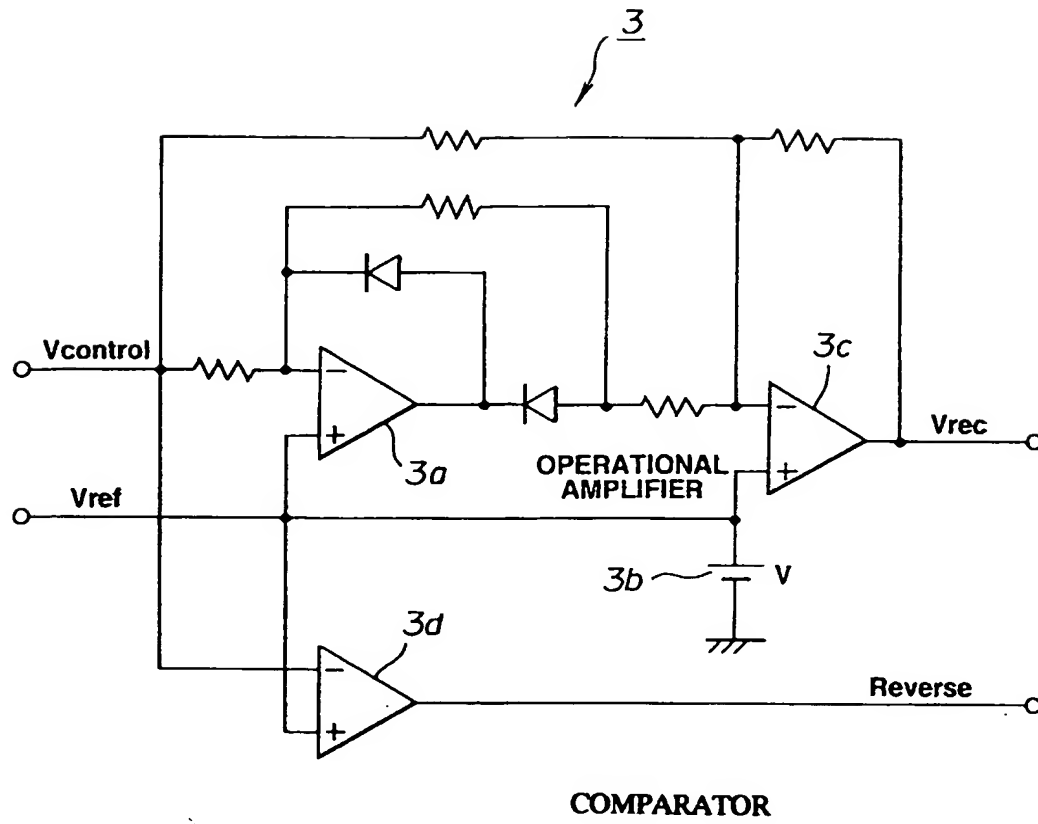 3
Vcontrol
3c
Vrec
3a
OPERATIONAL
AMPLIFIER
Vref
3b
V
3d
Reverse
COMPARATOR